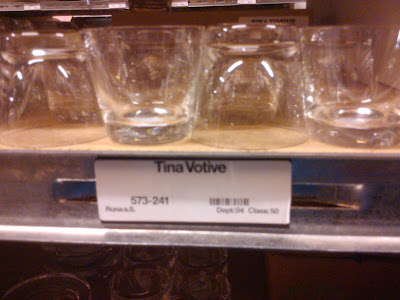 Tina Votive
573-241
Rona a.S. Dept: 04 Class: 50